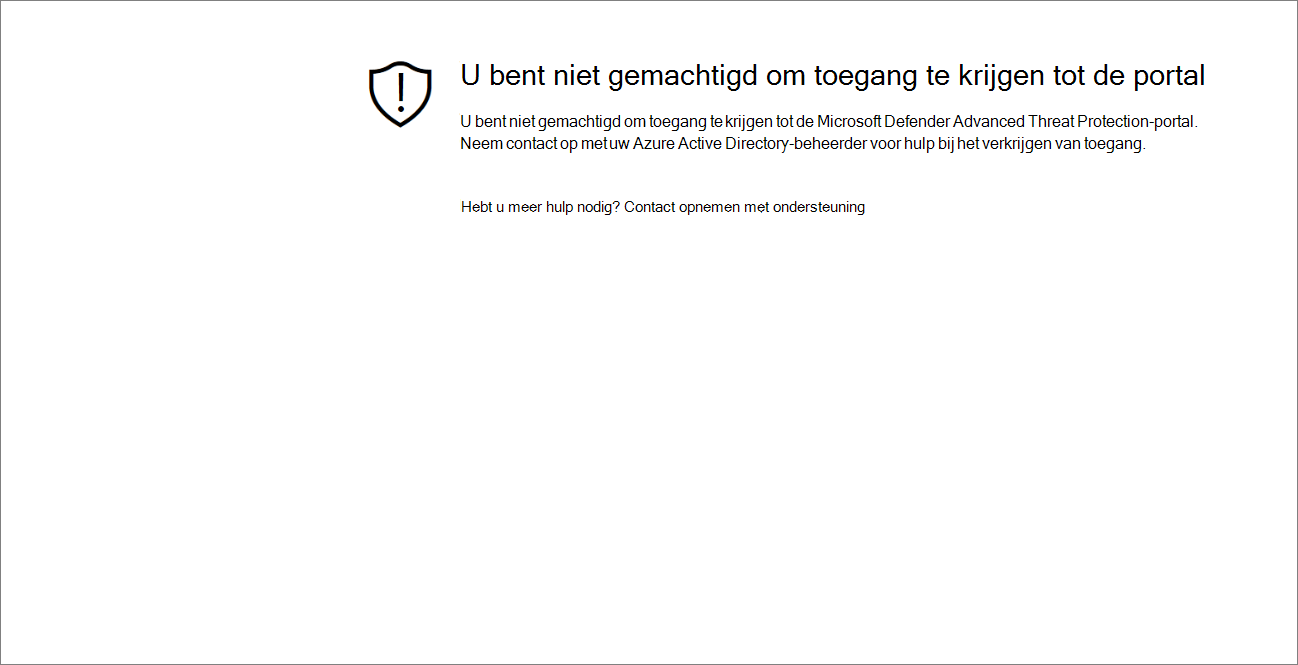 U bent niet gemachtigd om toegang te krijgen tot de portal
U bent niet gemachtigd om toegang te krijgen tot de Microsoft Defender Advanced Threat Protection-portal.
Neem contact op met uw Azure Active Directory-beheerder voor hulp bij het verkrijgen van toegang.
Hebt u meer hulp nodig? Contact opnemen met ondersteuning